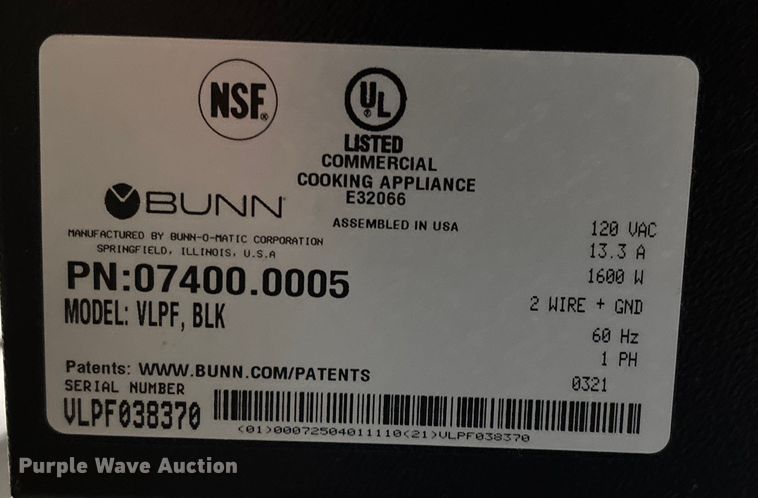 NSF®
UL®
LISTED
COMMERCIAL
COOKING APPLIANCE
E32066
BUNN®
ASSEMBLED IN USA
MANUFACTURED BY BUNN-O-MATIC CORPORATION
SPRINGFIELD, ILLINOIS, U.S.A
PN:07400.0005
MODEL: VLPF, BLK
120 VAC
13.3 A
1600 W
2 WIRE + GND
60 Hz
1 PH
0321
Patents: WWW.BUNN.COM/PATENTS
SERIAL NUMBER
VLPF038370
(01)00072504011110(21)VLPF038370
Purple Wave Auction